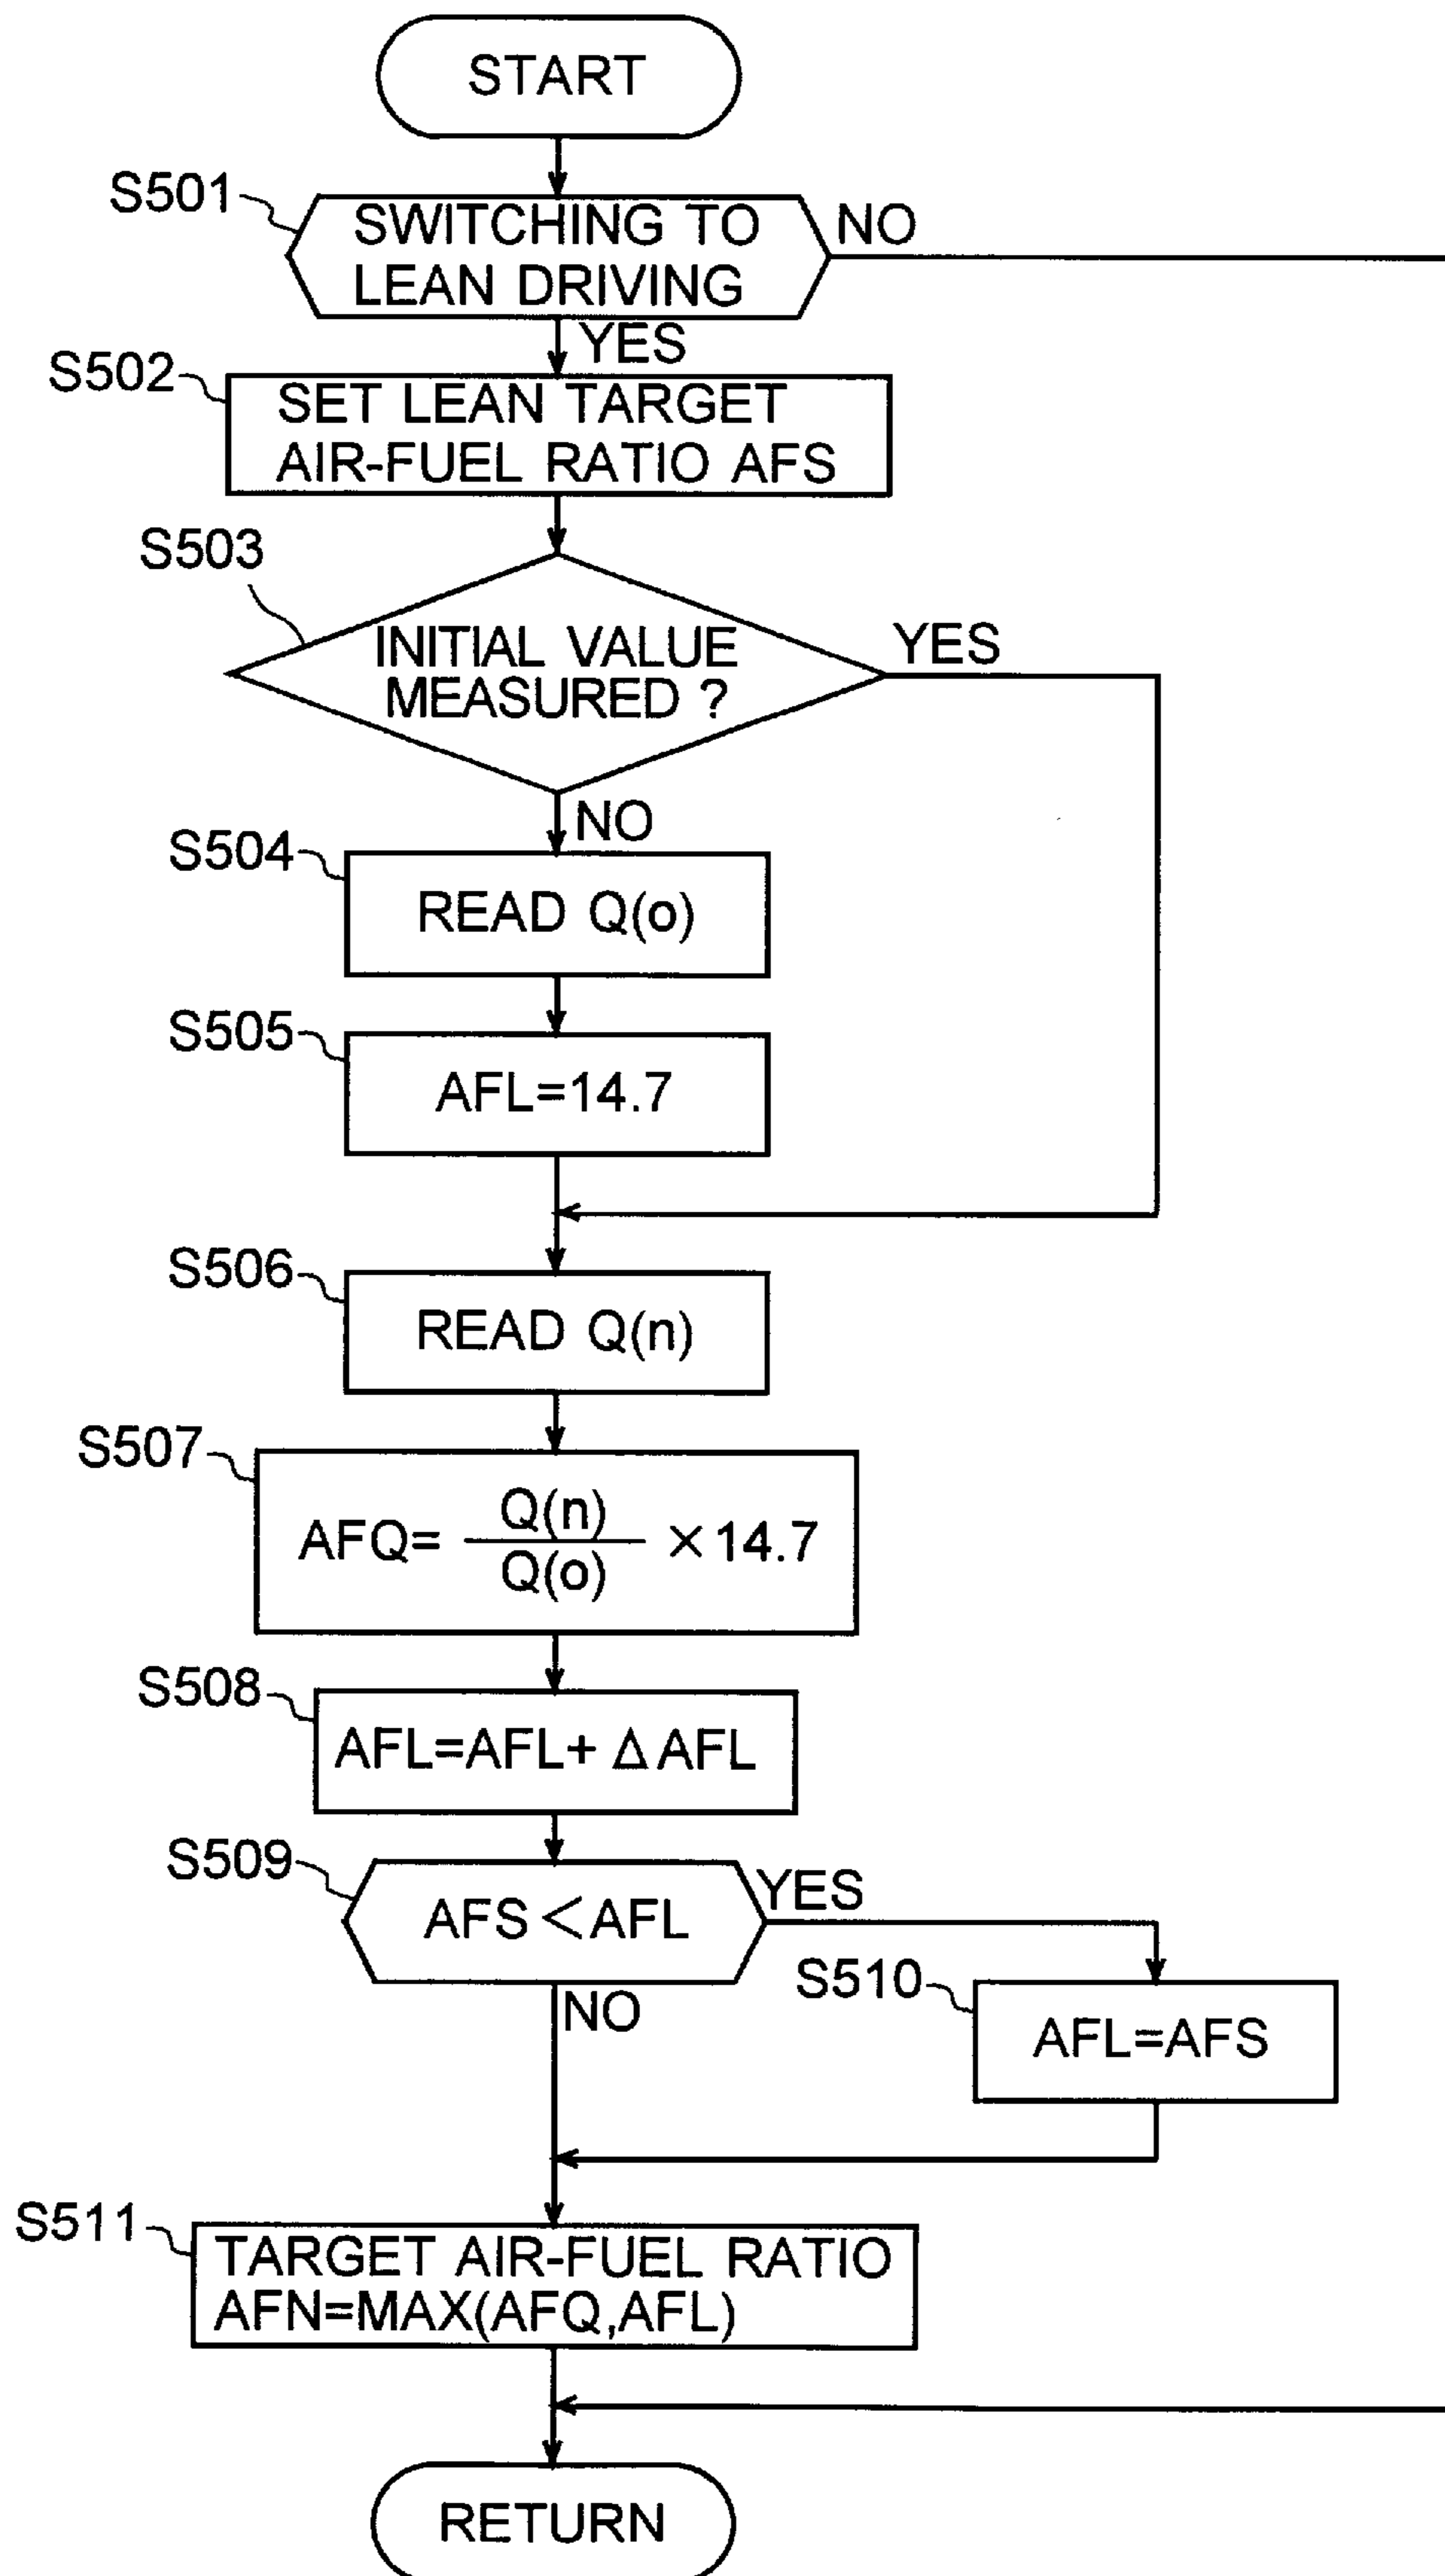 START
S501
SWITCHING TO
LEAN DRIVING
NO
YES
S502
SET LEAN TARGET
AIR-FUEL RATIO AFS
S503
INITIAL VALUE
MEASURED ?
YES
NO
S504
READ Q(o)
S505
AFL=14.7
S506
READ Q(n)
S507
AFQ= Q(n)/Q(o) ×14.7
S508
AFL=AFL+ Δ AFL
S509
AFS<AFL
YES
NO
S510
AFL=AFS
S511
TARGET AIR-FUEL RATIO
AFN=MAX(AFQ,AFL)
RETURN